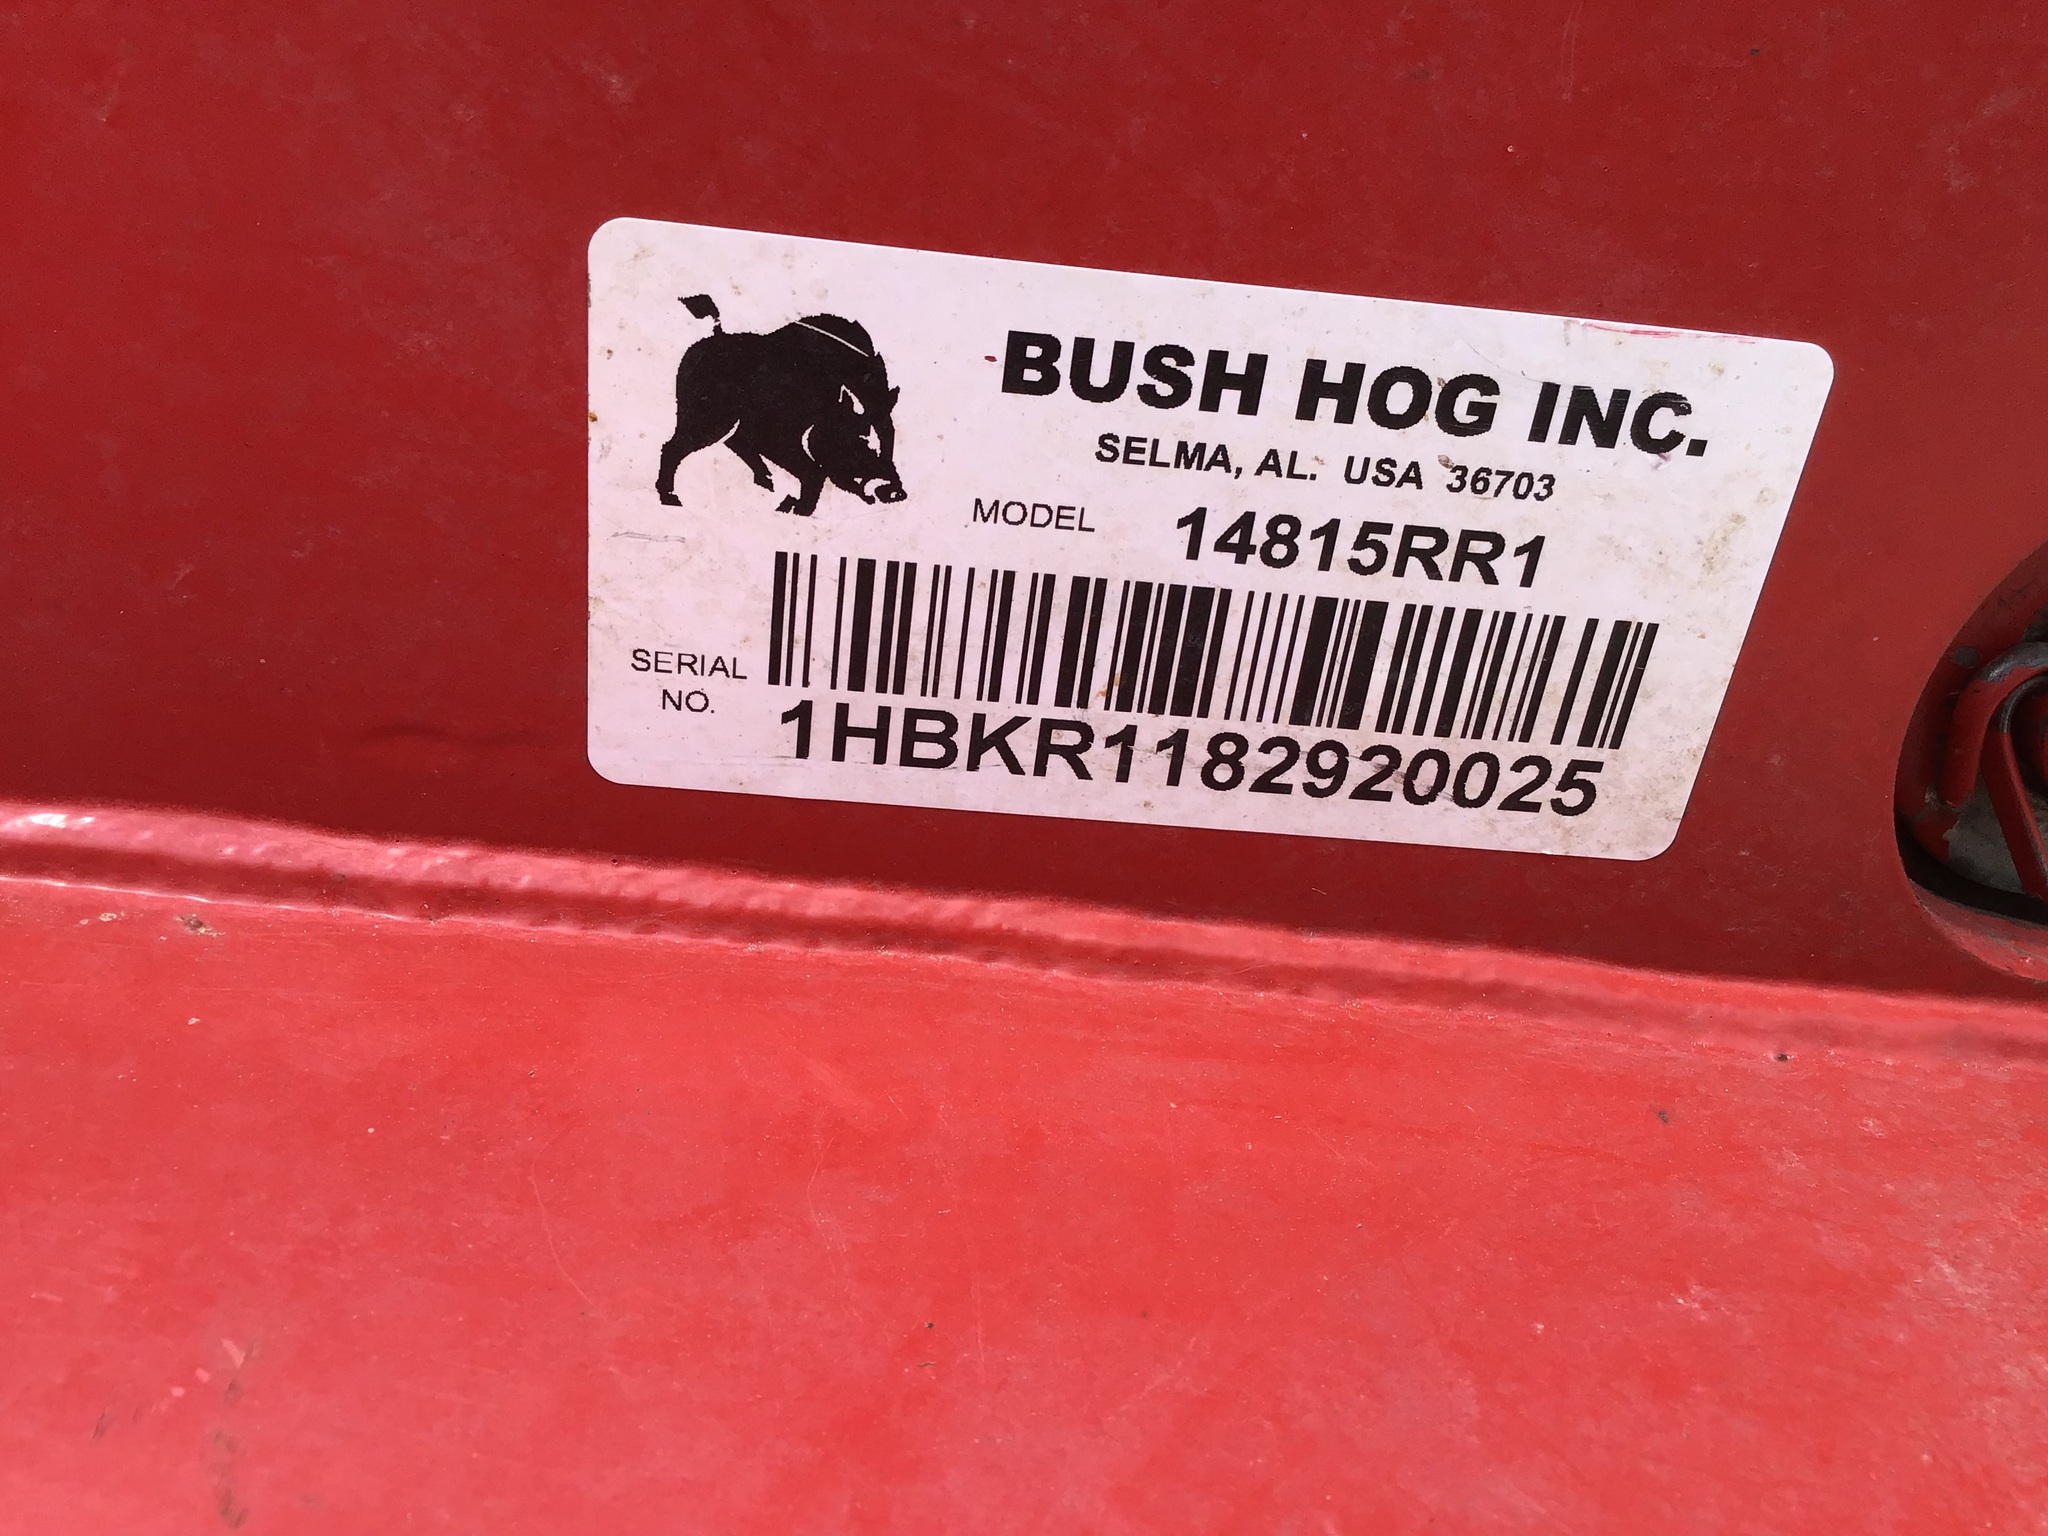 BUSH HOG INC.
SELMA, AL. USA 36703
MODEL 14815RR1
SERIAL
NO.
1HBKR1182920025